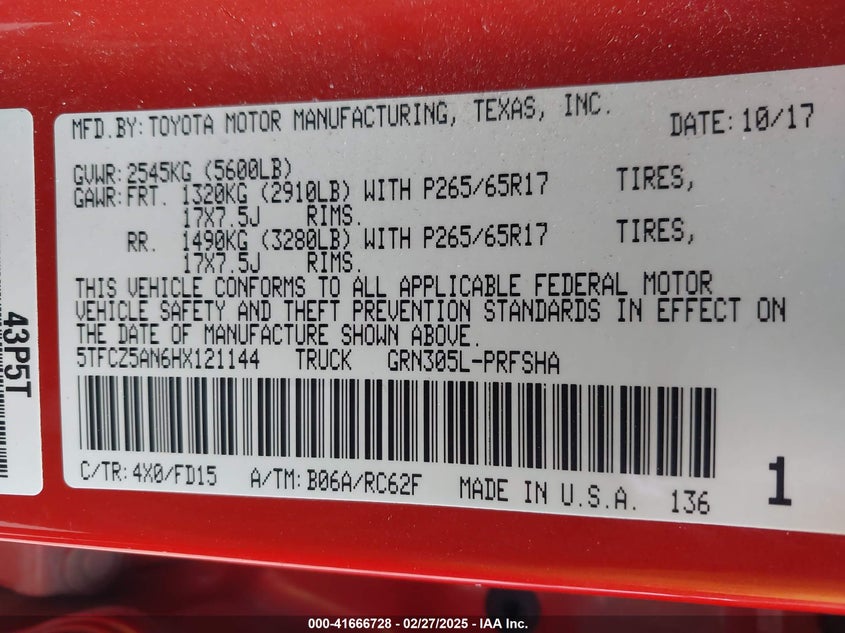 MFD.BY: TOYOTA MOTOR MANUFACTURING, TEXAS, INC. DATE: 10/17
GVWR: 2545KG (5600LB)
GAWR: FRT. 1320KG (2910LB) WITH P265/65R17 TIRES,
17X7.5J RIMS.
RR. 1490KG (3280LB) WITH P265/65R17 TIRES,
17X7.5J RIMS.
THIS VEHICLE CONFORMS TO ALL APPLICABLE FEDERAL MOTOR
VEHICLE SAFETY AND THEFT PREVENTION STANDARDS IN EFFECT ON
THE DATE OF MANUFACTURE SHOWN ABOVE.
5TFCZ5AN6HX121144 TRUCK GRN305L-PRFSHA
C/TR: 4X0/FD15 A/TM: B06A/RC62F MADE IN U.S.A. 136 1
43P5T
000-41666728 - 02/27/2025 - IAA Inc.